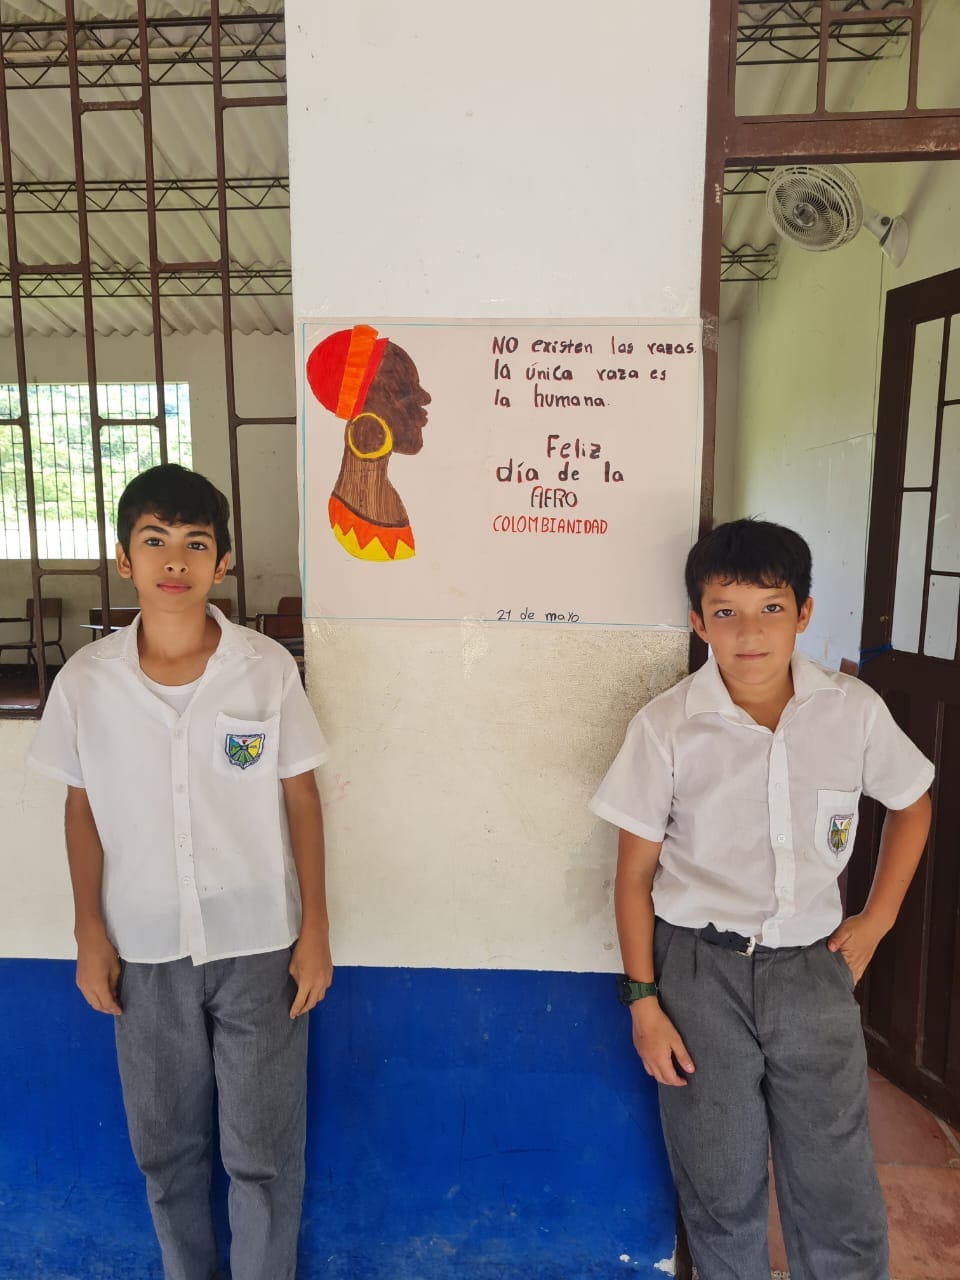 NO existen las razas.
la única raza es
la humana.
Feliz
día de la
AFRO
COLOMBIANIDAD
21 de mayo